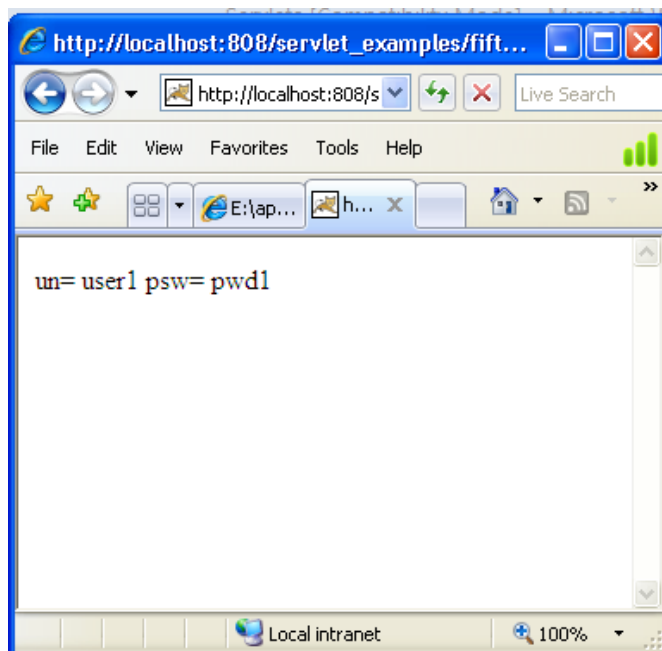 http://localhost:808/servlet_examples/fift...
http://localhost:808/s
Live Search
File Edit View Favorites Tools Help
E:\ap... h...
un= user1 psw= pwd1
Local intranet 100%